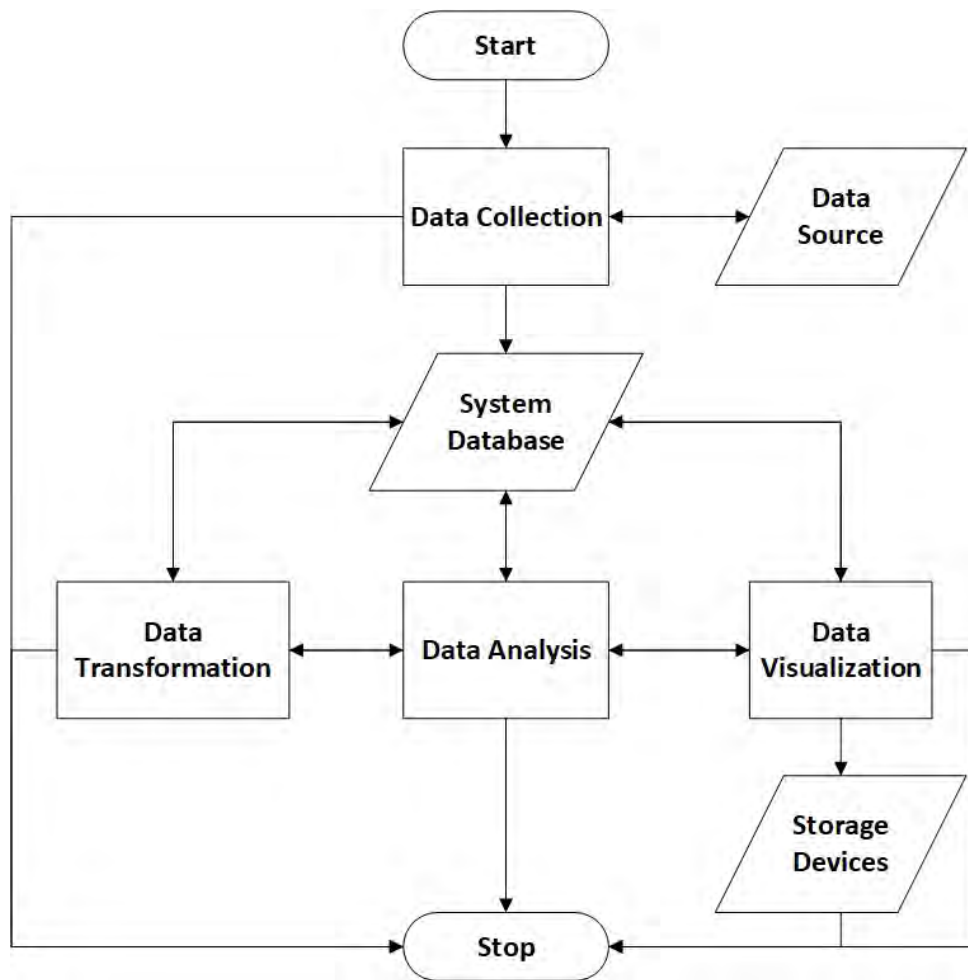 Start
Data Collection
Data
Source
System
Database
Data
Transformation
Data Analysis
Data
Visualization
Storage
Devices
Stop